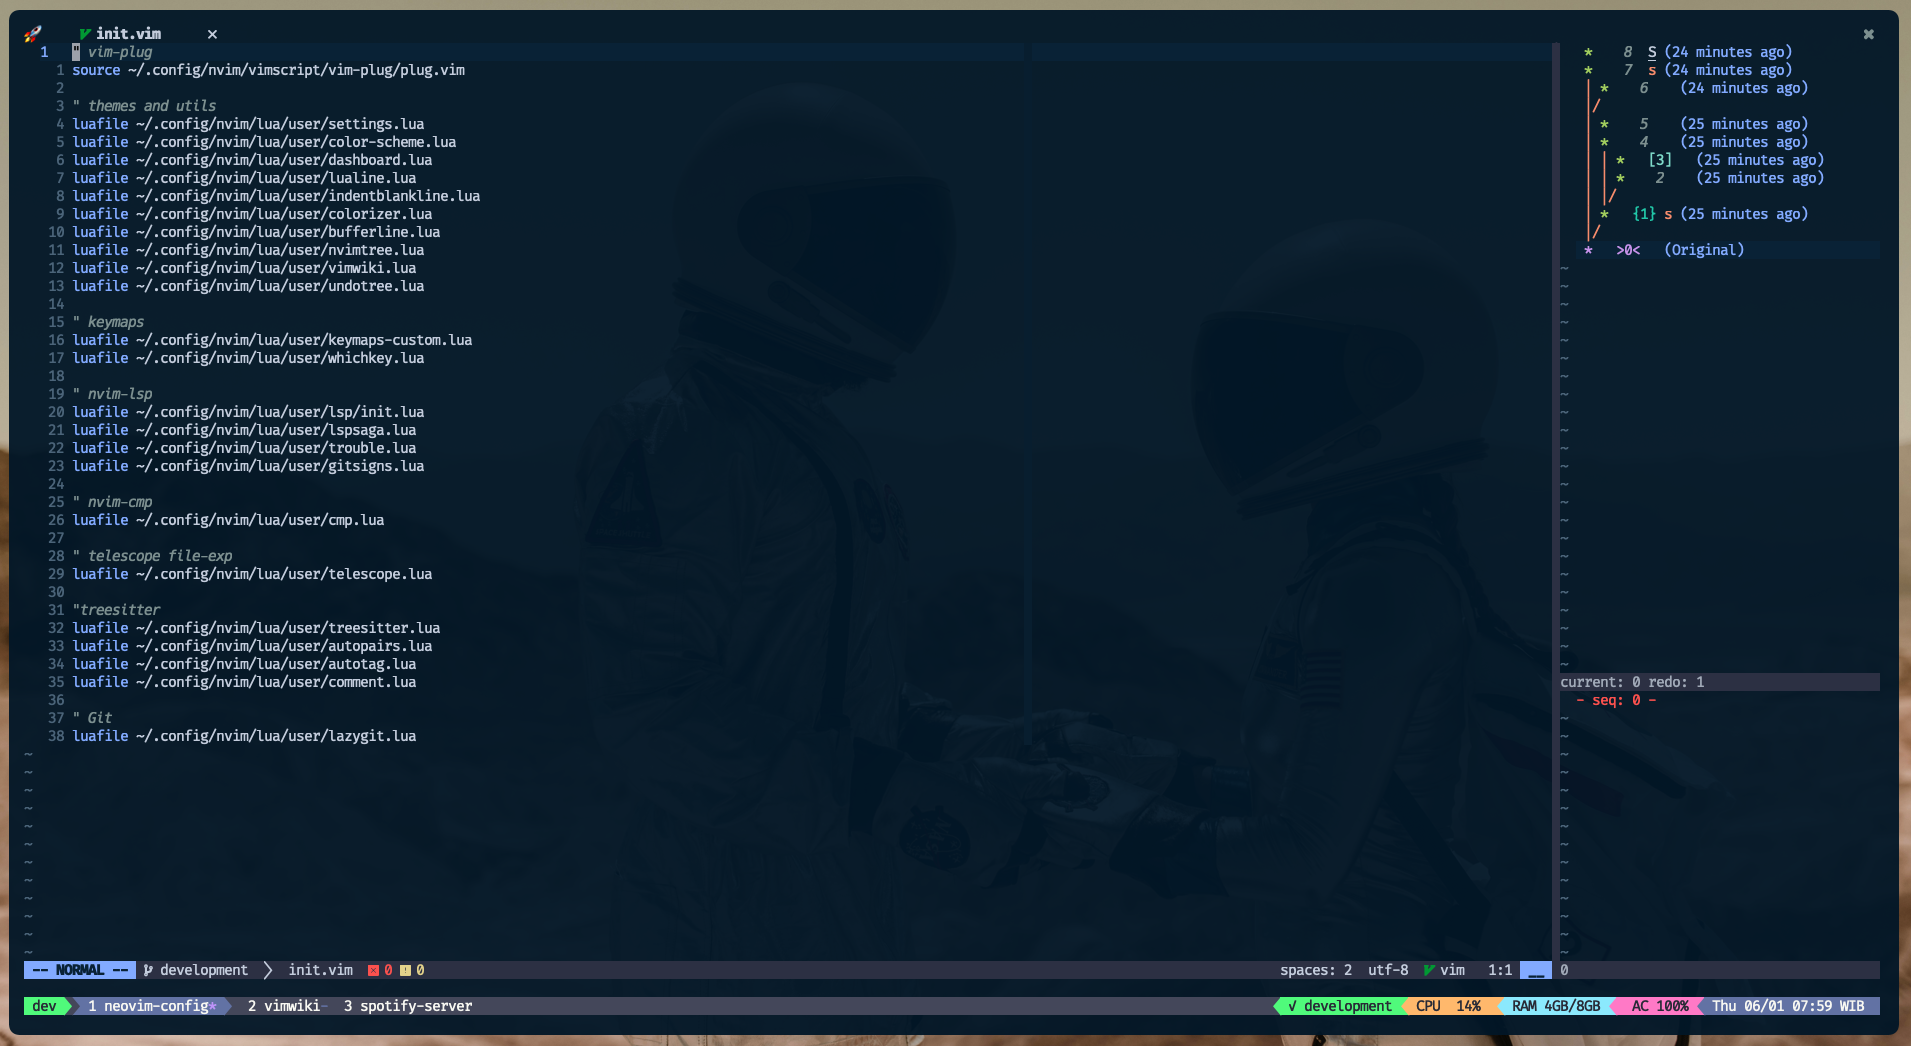 🚀 init.vim ✕ ✖
1 " vim-plug
1 source ~/.config/nvim/vimscript/vim-plug/plug.vim
2
3 " themes and utils
4 luafile ~/.config/nvim/lua/user/settings.lua
5 luafile ~/.config/nvim/lua/user/color-scheme.lua
6 luafile ~/.config/nvim/lua/user/dashboard.lua
7 luafile ~/.config/nvim/lua/user/lualine.lua
8 luafile ~/.config/nvim/lua/user/indentblankline.lua
9 luafile ~/.config/nvim/lua/user/colorizer.lua
10 luafile ~/.config/nvim/lua/user/bufferline.lua
11 luafile ~/.config/nvim/lua/user/nvimtree.lua
12 luafile ~/.config/nvim/lua/user/vimwiki.lua
13 luafile ~/.config/nvim/lua/user/undotree.lua
14
15 " keymaps
16 luafile ~/.config/nvim/lua/user/keymaps-custom.lua
17 luafile ~/.config/nvim/lua/user/whichkey.lua
18
19 " nvim-lsp
20 luafile ~/.config/nvim/lua/user/lsp/init.lua
21 luafile ~/.config/nvim/lua/user/lspsaga.lua
22 luafile ~/.config/nvim/lua/user/trouble.lua
23 luafile ~/.config/nvim/lua/user/gitsigns.lua
24
25 " nvim-cmp
26 luafile ~/.config/nvim/lua/user/cmp.lua
27
28 " telescope file-exp
29 luafile ~/.config/nvim/lua/user/telescope.lua
30
31 "treesitter
32 luafile ~/.config/nvim/lua/user/treesitter.lua
33 luafile ~/.config/nvim/lua/user/autopairs.lua
34 luafile ~/.config/nvim/lua/user/autotag.lua
35 luafile ~/.config/nvim/lua/user/comment.lua
36
37 " Git
38 luafile ~/.config/nvim/lua/user/lazygit.lua
* 8 S (24 minutes ago)
* 7 s (24 minutes ago)
| * 6 (24 minutes ago)
|/
| * 5 (25 minutes ago)
| * 4 (25 minutes ago)
| | * [3] (25 minutes ago)
| | * 2 (25 minutes ago)
| |/
| * {1} s (25 minutes ago)
|/
* >0< (Original)
current: 0 redo: 1
- seq: 0 -
-- NORMAL -- development init.vim 0 0 spaces: 2 utf-8 vim 1:1 __ 0
dev 1 neovim-config* 2 vimwiki- 3 spotify-server √ development CPU 14% RAM 4GB/8GB AC 100% Thu 06/01 07:59 WIB